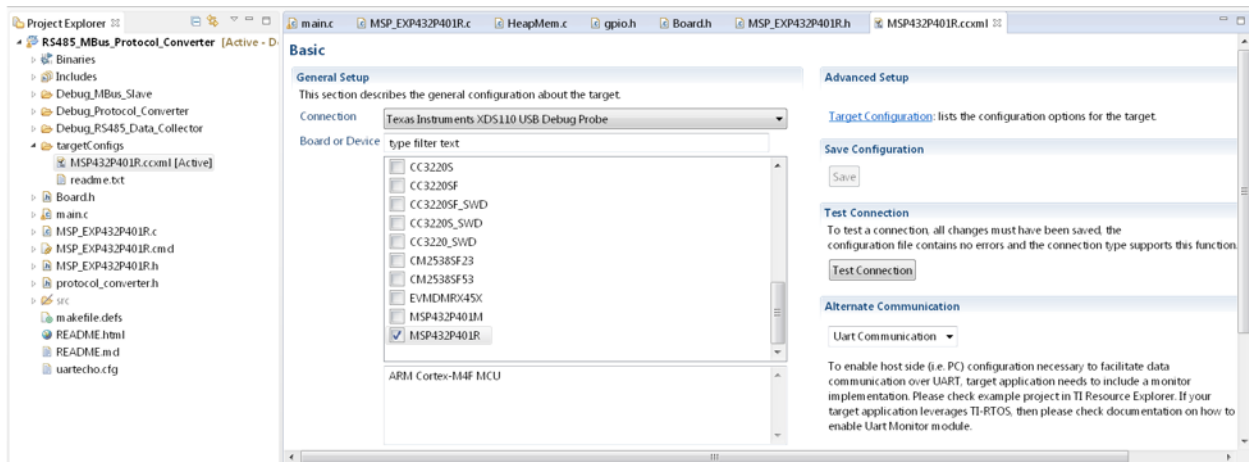 Project Explorer
main.c
MSP_EXP432P401R.c
HeapMem.c
gpio.h
Board.h
MSP_EXP432P401R.h
MSP432P401R.ccxml
RS485_MBus_Protocol_Converter [Active - D
Binaries
Includes
Debug_MBus_Slave
Debug_Protocol_Converter
Debug_RS485_Data_Collector
targetConfigs
MSP432P401R.ccxml [Active]
readme.txt
Board.h
main.c
MSP_EXP432P401R.c
MSP_EXP432P401R.cmd
MSP_EXP432P401R.h
protocol_converter.h
src
makefile.defs
README.html
README.md
uartecho.cfg
Basic
General Setup
This section describes the general configuration about the target.
Connection
Texas Instruments XDS110 USB Debug Probe
Board or Device
type filter text
CC3220S
CC3220SF
CC3220SF_SWD
CC3220S_SWD
CC3220_SWD
CM2538SF23
CM2538SF53
EVMDMRX45X
MSP432P401M
MSP432P401R
ARM Cortex-M4F MCU
Advanced Setup
Target Configuration: lists the configuration options for the target.
Save Configuration
Save
Test Connection
To test a connection, all changes must have been saved, the
configuration file contains no errors and the connection type supports this function.
Test Connection
Alternate Communication
Uart Communication
To enable host side (i.e. PC) configuration necessary to facilitate data
communication over UART, target application needs to include a monitor
implementation. Please check example project in TI Resource Explorer. If your
target application leverages TI-RTOS, then please check documentation on how to
enable Uart Monitor module.